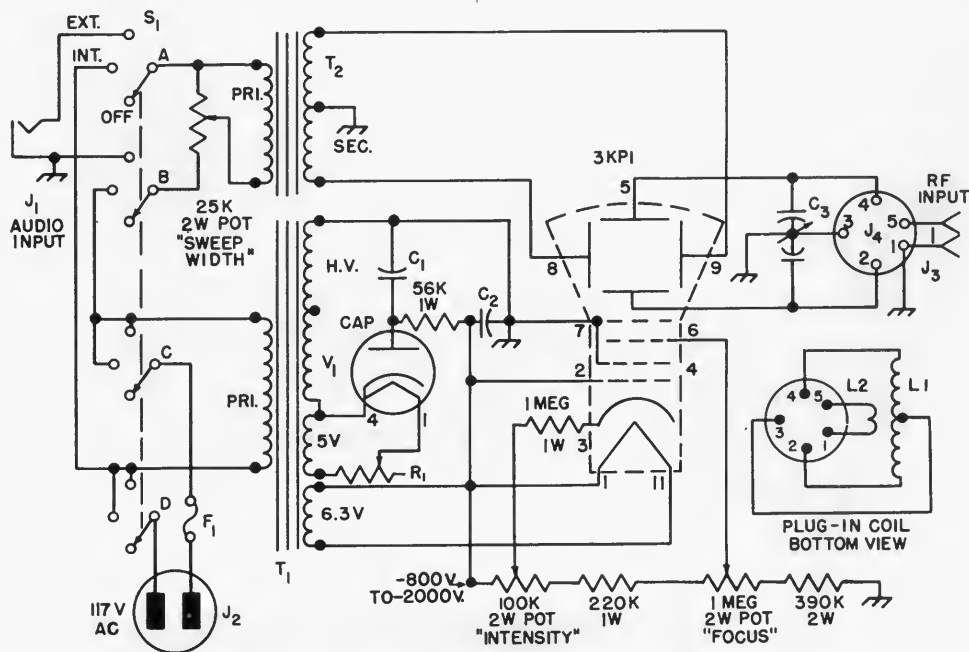 EXT.
S1
INT.
A
OFF
B
J1
AUDIO
INPUT
25K
2W POT
"SWEEP
WIDTH"
PRI.
T2
SEC.
H.V.
C1
56K
1W
C2
CAP
V1
4
1
5V
R1
6.3V
PRI.
T1
C
D
F1
117 V
AC
J2
3KP1
5
8
9
7
6
2
4
1 MEG
1W
3
1
11
C3
4
3
2
J4
5
1
RF
INPUT
1
J3
4
5
3
2
1
L2
L1
PLUG-IN COIL
BOTTOM VIEW
-800V.
TO-2000V.
100K
2W POT
"INTENSITY"
220K
1W
1 MEG
2W POT
"FOCUS"
390K
2W